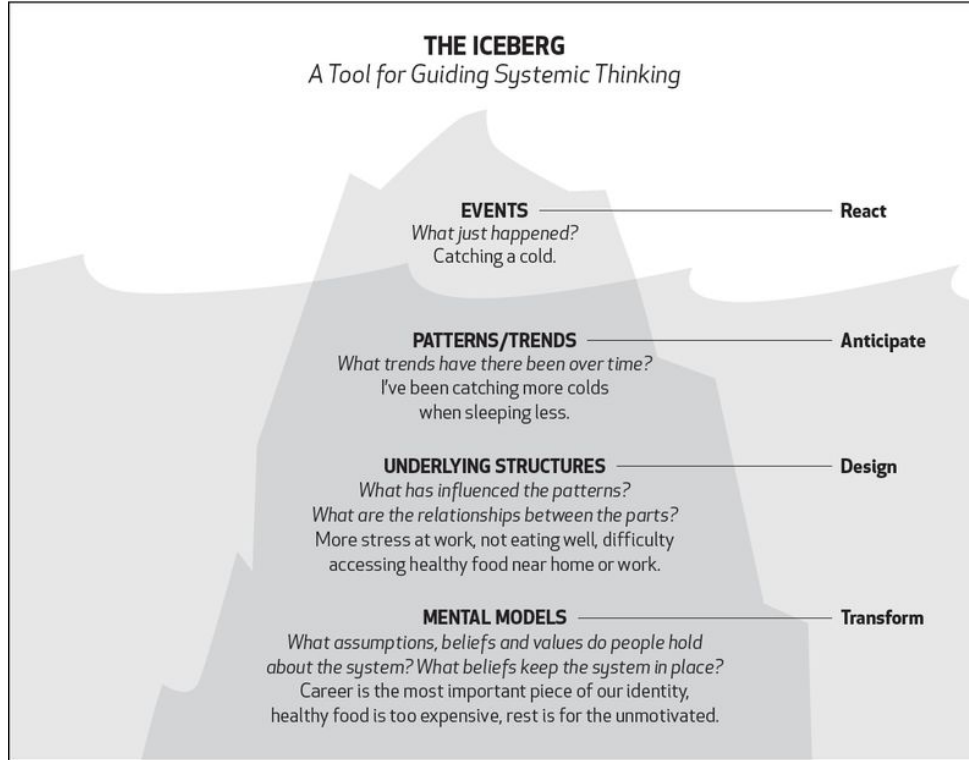 THE ICEBERG
A Tool for Guiding Systemic Thinking
EVENTS React
What just happened?
Catching a cold.
PATTERNS/TRENDS Anticipate
What trends have there been over time?
I've been catching more colds
when sleeping less.
UNDERLYING STRUCTURES Design
What has influenced the patterns?
What are the relationships between the parts?
More stress at work, not eating well, difficulty
accessing healthy food near home or work.
MENTAL MODELS Transform
What assumptions, beliefs and values do people hold
about the system? What beliefs keep the system in place?
Career is the most important piece of our identity,
healthy food is too expensive, rest is for the unmotivated.